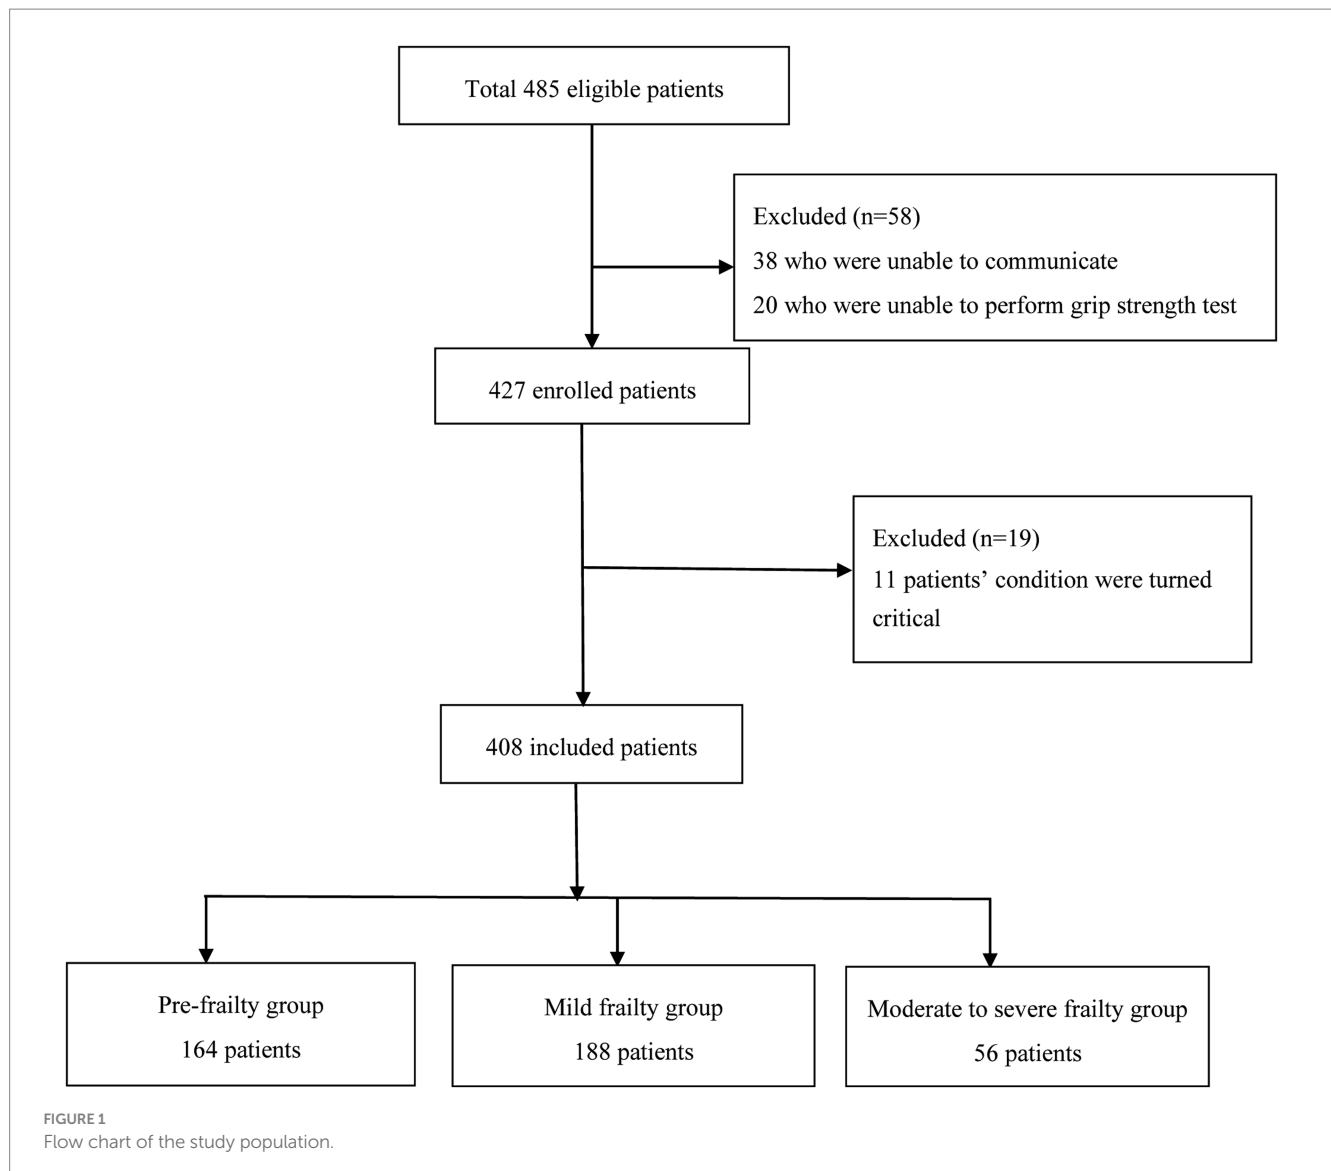 Total 485 eligible patients
Excluded (n=58)
38 who were unable to communicate
20 who were unable to perform grip strength test
427 enrolled patients
Excluded (n=19)
11 patients’ condition were turned
critical
408 included patients
Pre-frailty group
164 patients
Mild frailty group
188 patients
Moderate to severe frailty group
56 patients
FIGURE 1
Flow chart of the study population.